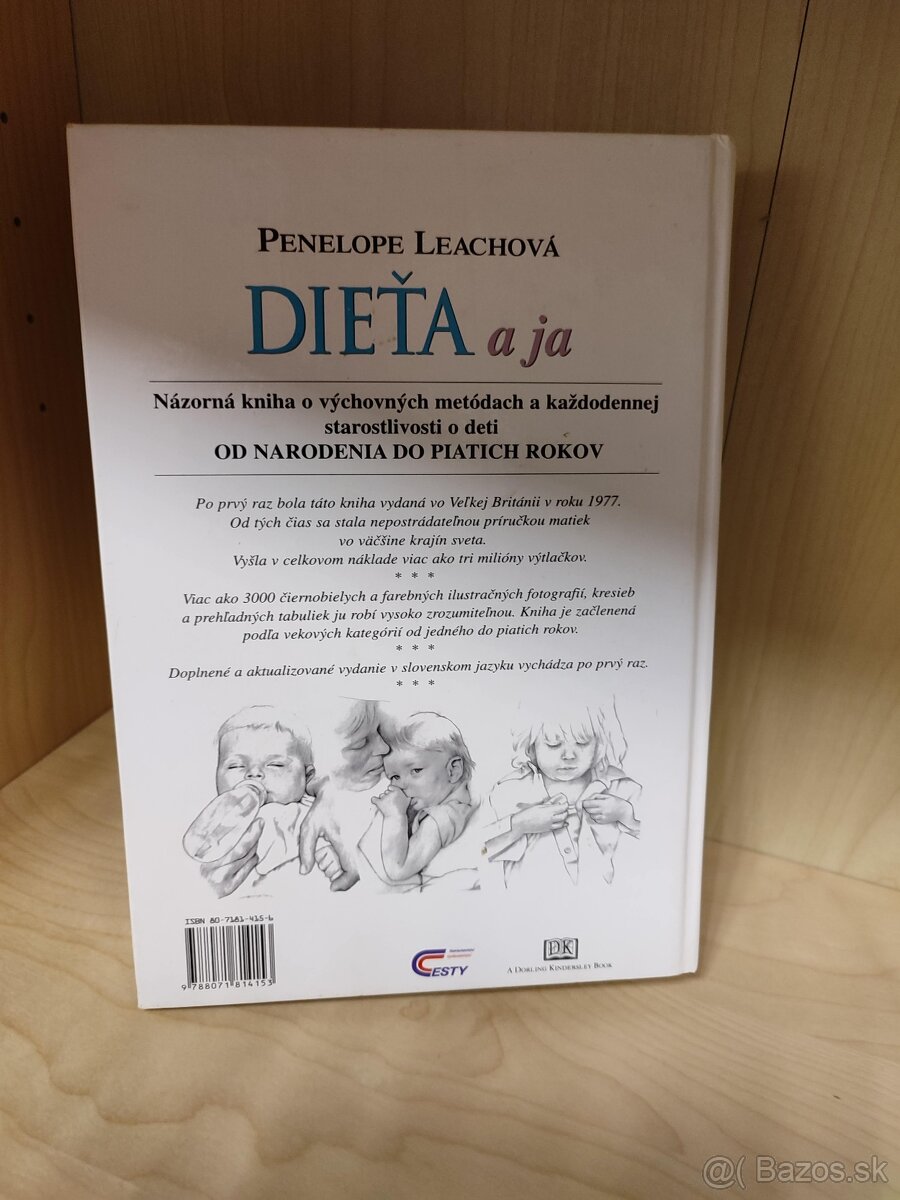 PENELOPE LEACHOVÁ
DIEŤA a ja
Názorná kniha o výchovných metódach a každodennej
starostlivosti o deti
OD NARODENIA DO PIATICH ROKOV
Po prvý raz bola táto kniha vydaná vo Veľkej Británii v roku 1977.
Od tých čias sa stala nepostrádateľnou príručkou matiek
vo väčšine krajín sveta.
Vyšla v celkovom náklade viac ako tri milióny výtlačkov.
* * *
Viac ako 3000 čiernobielych a farebných ilustračných fotografií, kresieb
a prehľadných tabuliek ju robí vysoko zrozumiteľnou. Kniha je začlenená
podľa vekových kategórií od jedného do piatich rokov.
* * *
Doplnené a aktualizované vydanie v slovenskom jazyku vychádza po prvý raz.
* * *
ISBN 80-7181-415-6
9 788071 814153
CESTY
DK
A DORLING KINDERSLEY BOOK
@( Bazos.sk